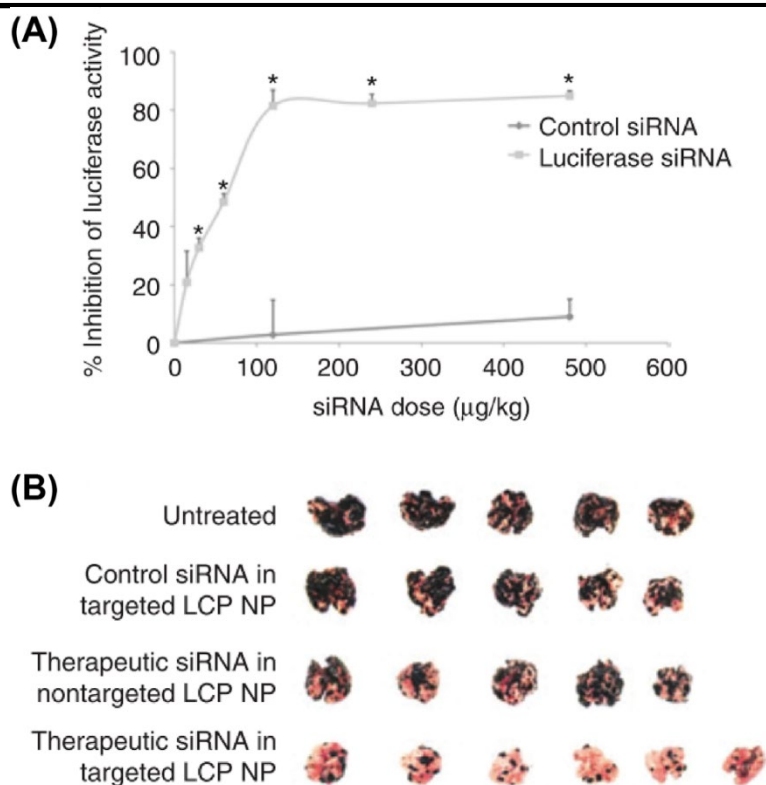 (A)
% Inhibition of luciferase activity
100
80
60
40
20
0
* * * * *
Control siRNA
Luciferase siRNA
0 100 200 300 400 500 600
siRNA dose (μg/kg)
(B)
Untreated
Control siRNA in
targeted LCP NP
Therapeutic siRNA in
nontargeted LCP NP
Therapeutic siRNA in
targeted LCP NP